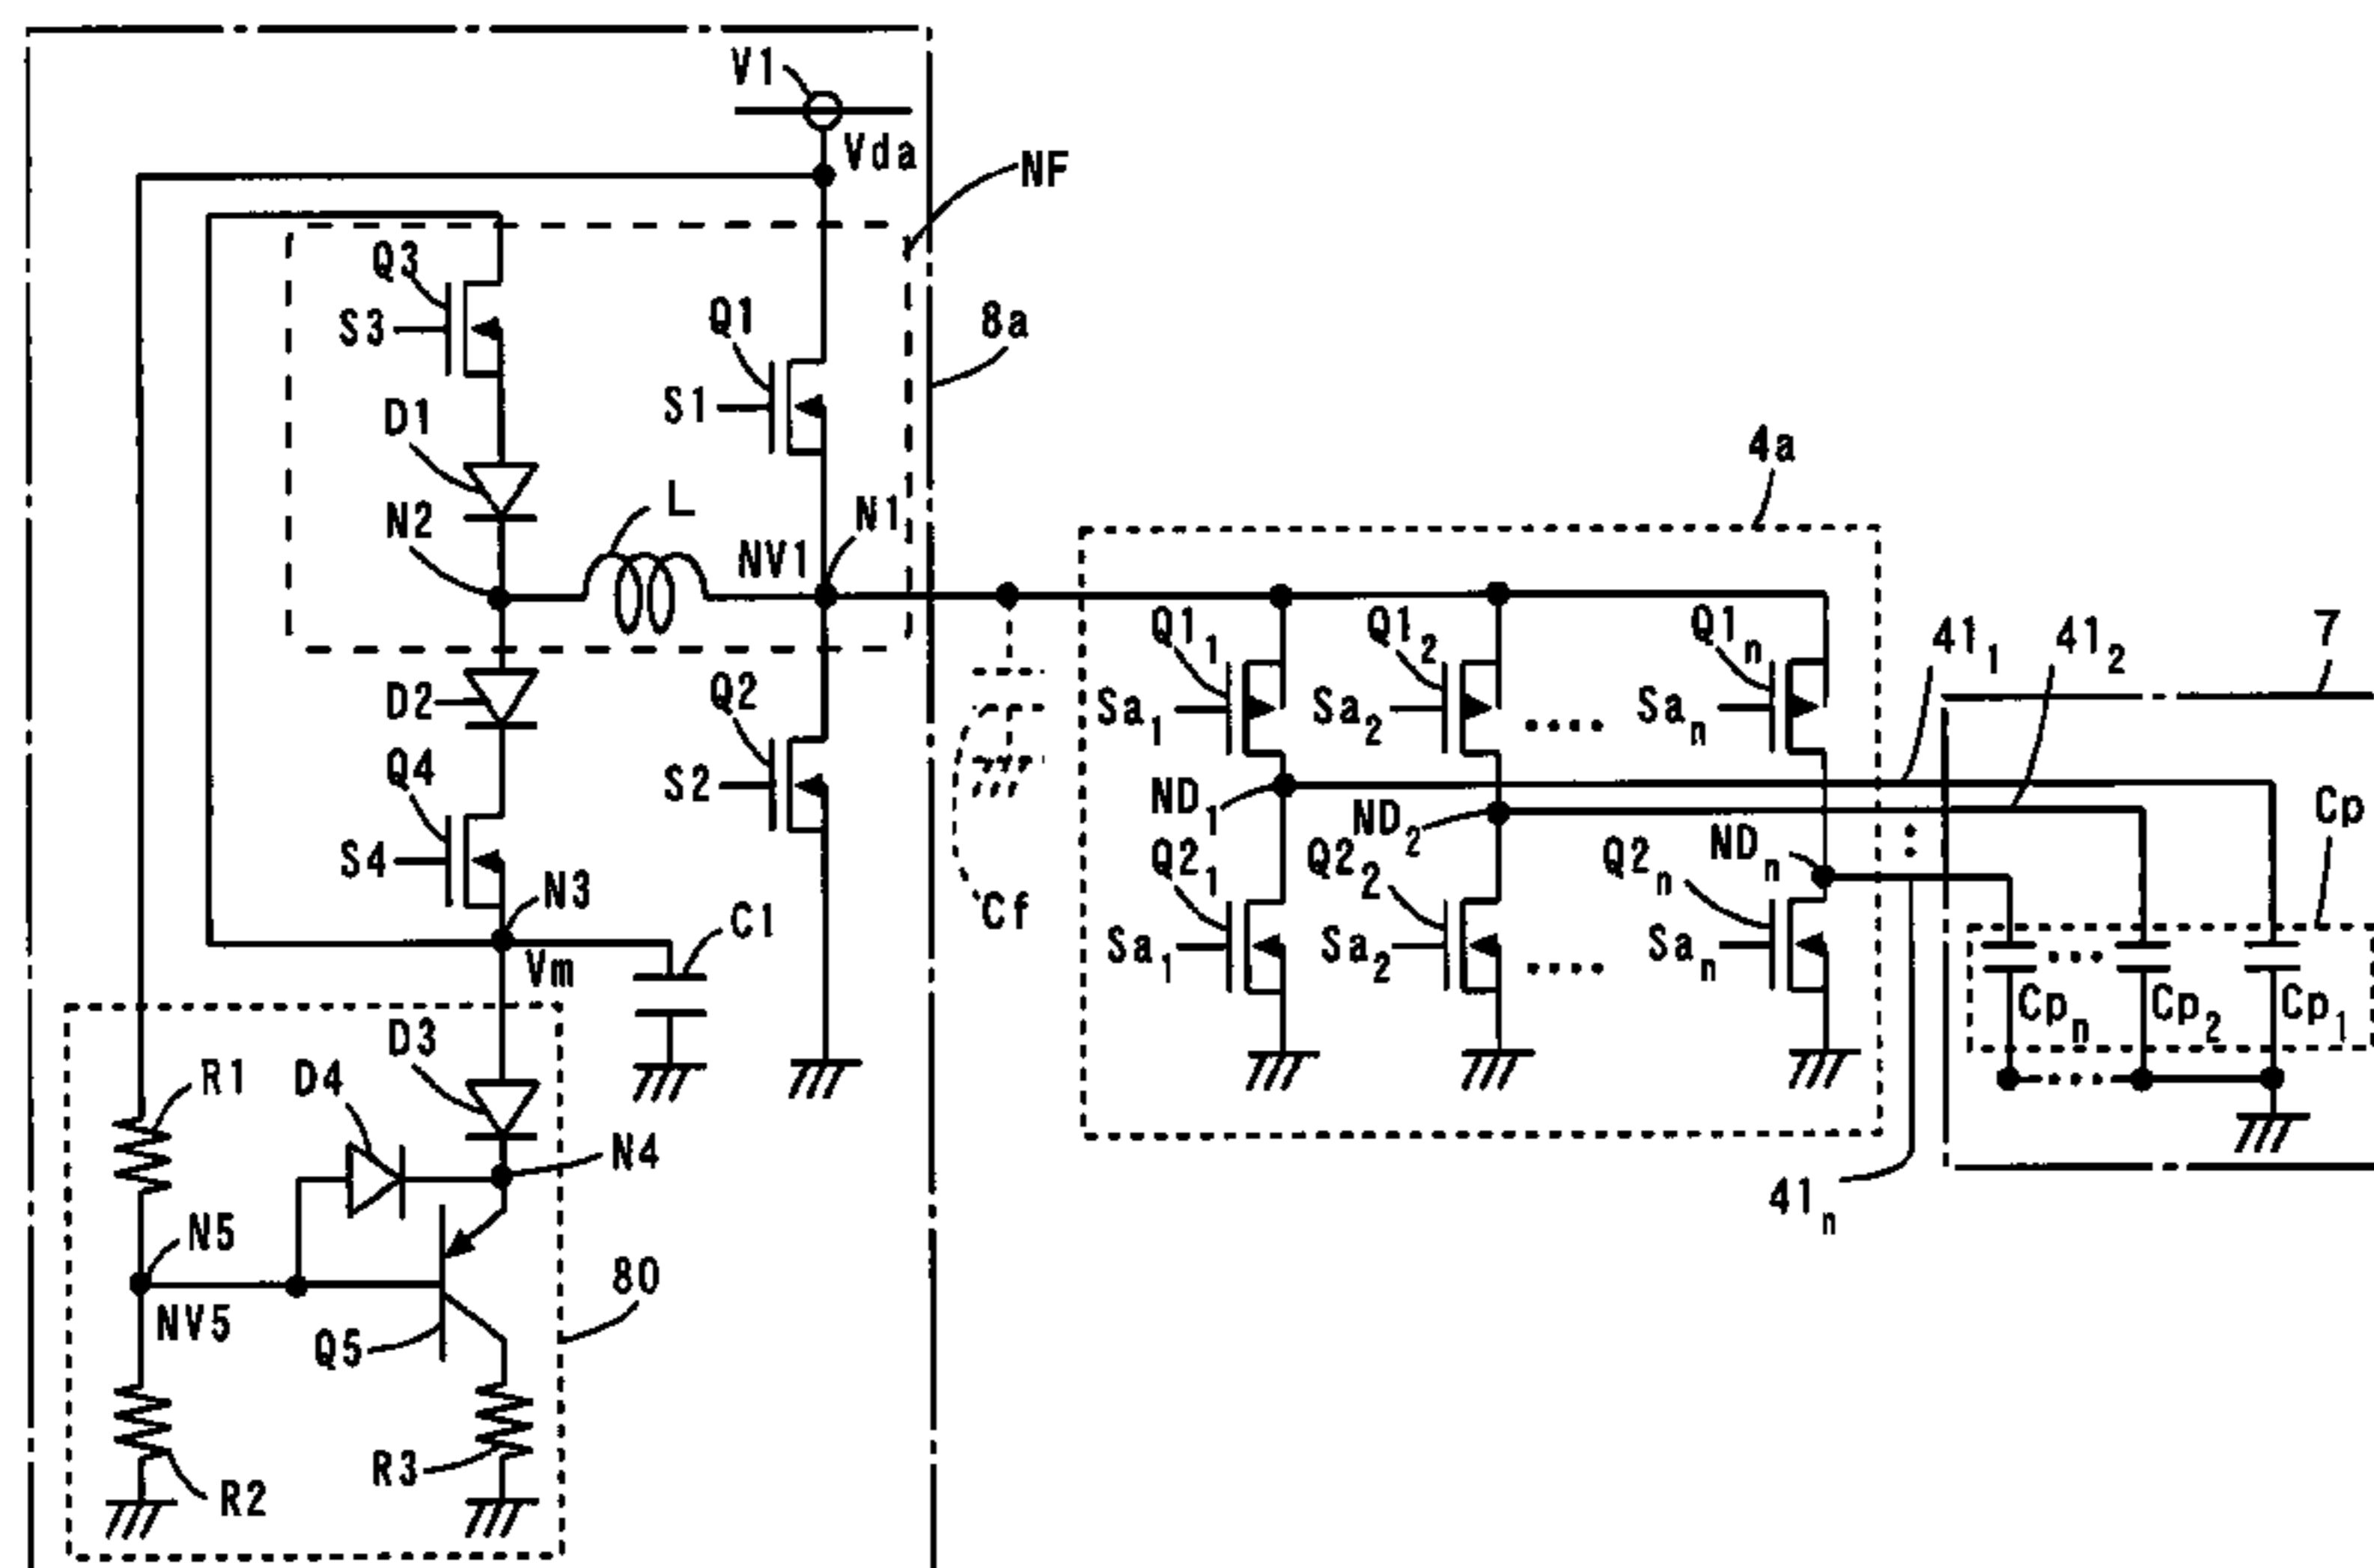 V1
Vda
NF
Q3
S3
Q1
S1
8a
D1
N2
L
NV1
N1
4a
D2
Q2
S2
Q4
S4
N3
C1
Vm
Cf
Q1₁
Q1₂
Q1ₙ
Sa₁
Sa₂
....
Saₙ
41₁
41₂
7
ND₁
ND₂
NDₙ
Cp
Q2₁
Q2₂
Q2ₙ
Sa₁
Sa₂
....
Saₙ
Cpₙ
Cp₂
Cp₁
41ₙ
D3
R1
D4
N4
N5
NV5
80
Q5
R3
R2